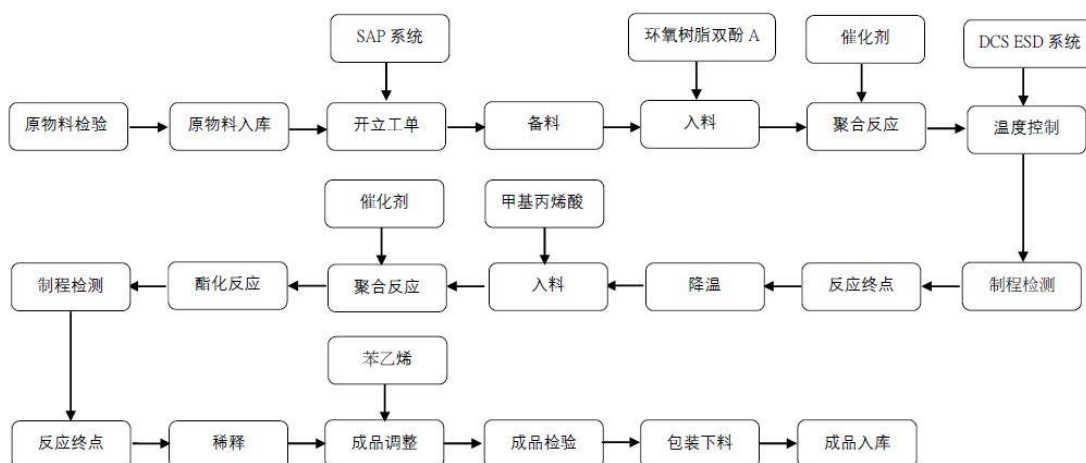 SAP 系统
环氧树脂双酚 A
催化剂
DCS ESD 系统
原物料检验
原物料入库
开立工单
备料
入料
聚合反应
温度控制
催化剂
甲基丙烯酸
制程检测
酯化反应
聚合反应
入料
降温
反应终点
制程检测
苯乙烯
反应终点
稀释
成品调整
成品检验
包装下料
成品入库